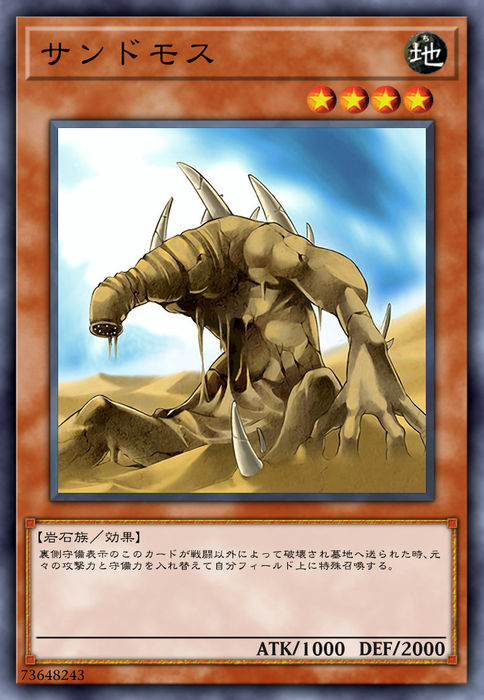 サンドモス
地
ち
【岩石族／効果】
裏側守備表示のこのカードが戦闘以外によって破壊され墓地へ送られた時、元
々の攻撃力と守備力を入れ替えて自分フィールド上に特殊召喚する。
ATK/1000 DEF/2000
73648243